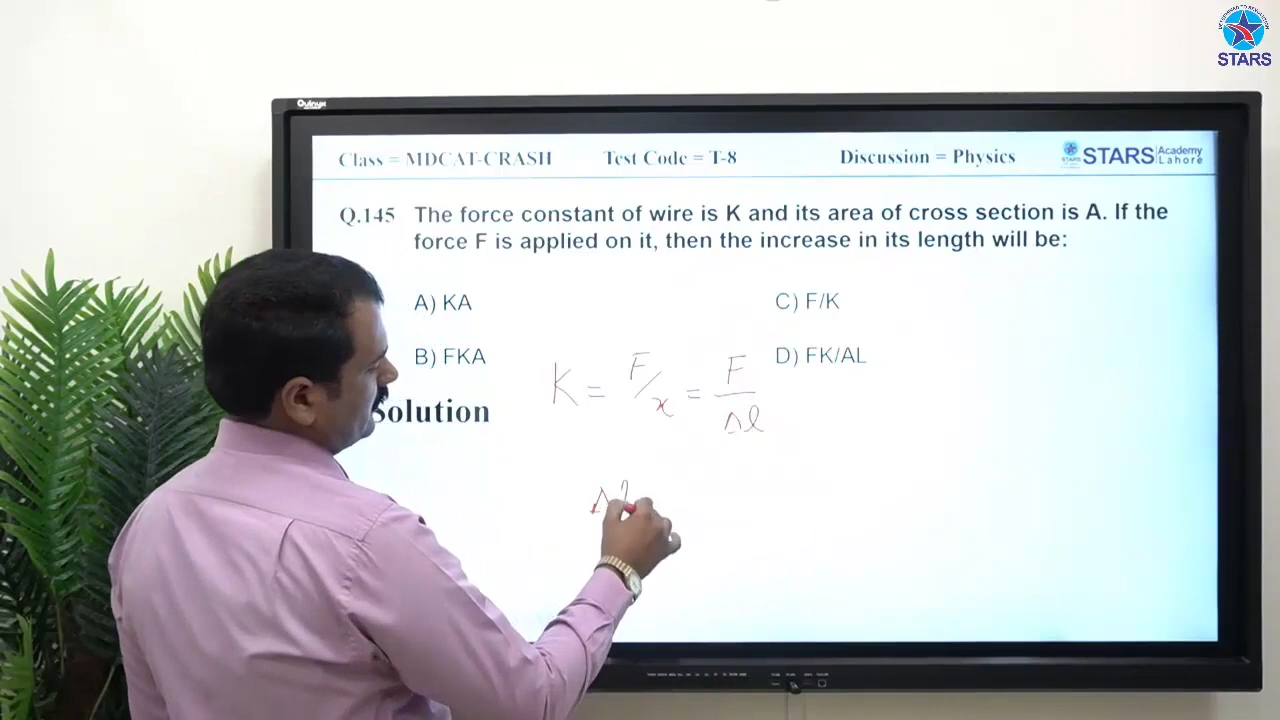 STARS
Quinyx
Class = MDCAT-CRASH Test Code = T-8 Discussion = Physics STARS Academy Lahore
Q.145 The force constant of wire is K and its area of cross section is A. If the
force F is applied on it, then the increase in its length will be:
A) KA C) F/K
B) FKA D) FK/AL
K = F/x = F/Δl
Solution
Δl